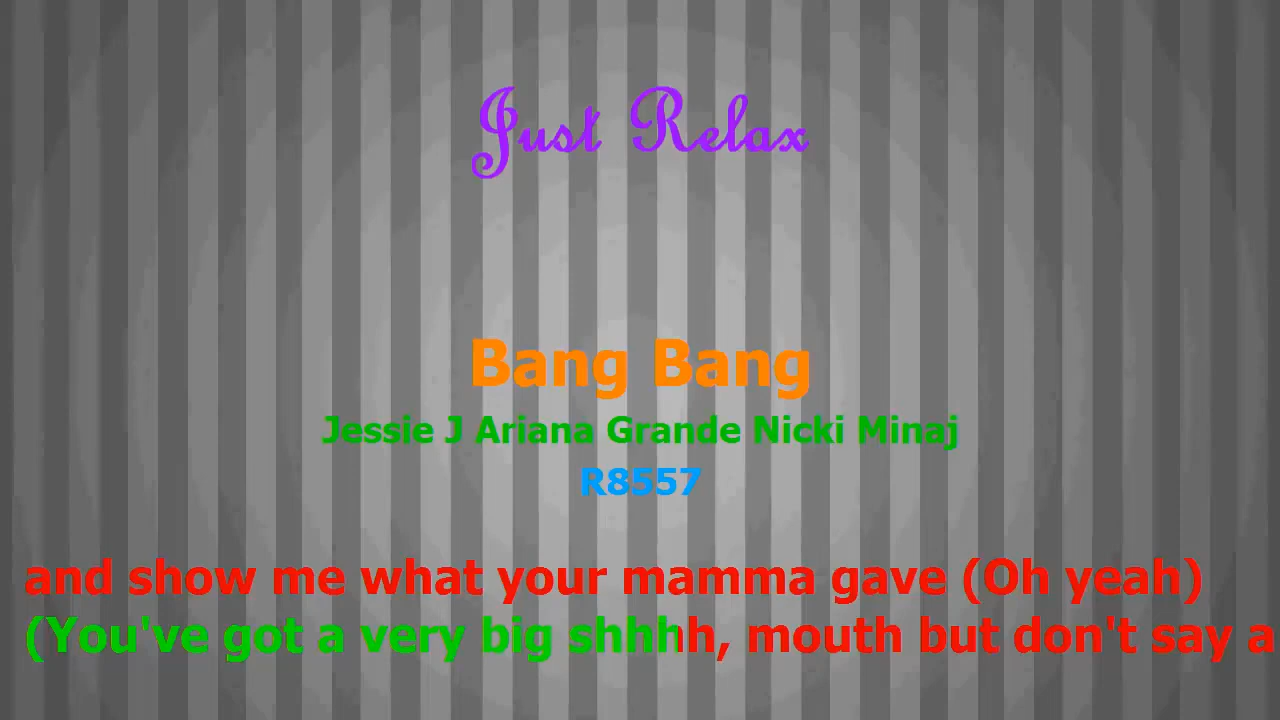 Just Relax
Bang Bang
Jessie J Ariana Grande Nicki Minaj
R8557
and show me what your mamma gave (Oh yeah)
(You've got a very big shhhh, mouth but don't say a